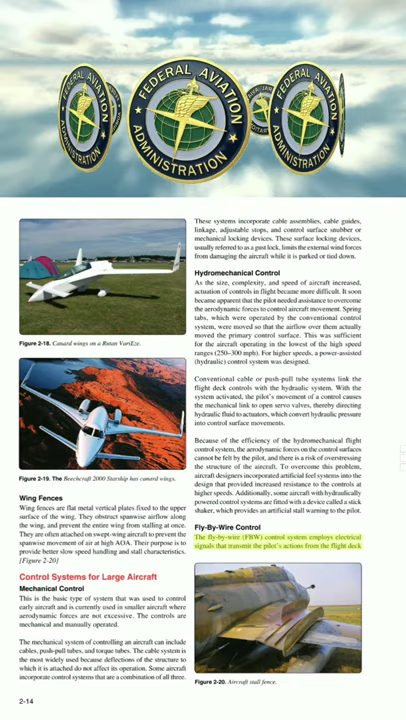 FEDERAL AVIATION
ADMINISTRATION
FEDERAL AVIATION
ADMINISTRATION
FEDERAL AVIATION
ADMINISTRATION
Figure 2-18. Canard wings on a Rutan VariEze.
Figure 2-19. The Beechcraft 2000 Starship has canard wings.
Wing Fences
Wing fences are flat metal vertical plates fixed to the upper
surface of the wing. They obstruct spanwise airflow along
the wing, and prevent the entire wing from stalling at once.
They are often attached on swept-wing aircraft to prevent the
spanwise movement of air at high AOA. Their purpose is to
provide better slow speed handling and stall characteristics.
[Figure 2-20]
Control Systems for Large Aircraft
Mechanical Control
This is the basic type of system that was used to control
early aircraft and is currently used in smaller aircraft where
aerodynamic forces are not excessive. The controls are
mechanical and manually operated.
The mechanical system of controlling an aircraft can include
cables, push-pull tubes, and torque tubes. The cable system is
the most widely used because deflections of the structure to
which it is attached do not affect its operation. Some aircraft
incorporate control systems that are a combination of all three.
These systems incorporate cable assemblies, cable guides,
linkage, adjustable stops, and control surface snubber or
mechanical locking devices. These surface locking devices,
usually referred to as a gust lock, limits the external wind forces
from damaging the aircraft while it is parked or tied down.
Hydromechanical Control
As the size, complexity, and speed of aircraft increased,
actuation of controls in flight became more difficult. It soon
became apparent that the pilot needed assistance to overcome
the aerodynamic forces to control aircraft movement. Spring
tabs, which were operated by the conventional control
system, were moved so that the airflow over them actually
moved the primary control surface. This was sufficient
for the aircraft operating in the lowest of the high speed
ranges (250–300 mph). For higher speeds, a power-assisted
(hydraulic) control system was designed.
Conventional cable or push-pull tube systems link the
flight deck controls with the hydraulic system. With the
system activated, the pilot's movement of a control causes
the mechanical link to open servo valves, thereby directing
hydraulic fluid to actuators, which convert hydraulic pressure
into control surface movements.
Because of the efficiency of the hydromechanical flight
control system, the aerodynamic forces on the control surfaces
cannot be felt by the pilot, and there is a risk of overstressing
the structure of the aircraft. To overcome this problem,
aircraft designers incorporated artificial feel systems into the
design that provided increased resistance to the controls at
higher speeds. Additionally, some aircraft with hydraulically
powered control systems are fitted with a device called a stick
shaker, which provides an artificial stall warning to the pilot.
Fly-By-Wire Control
The fly-by-wire (FBW) control system employs electrical
signals that transmit the pilot's actions from the flight deck
Figure 2-20. Aircraft stall fence.
2-14